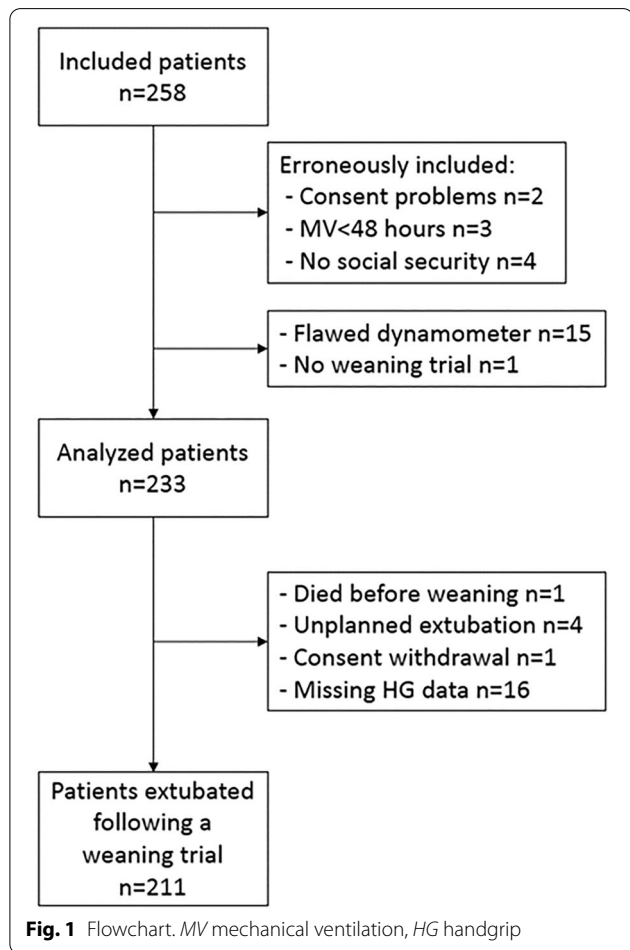 Included patients
n=258
Erroneously included:
- Consent problems n=2
- MV<48 hours n=3
- No social security n=4
- Flawed dynamometer n=15
- No weaning trial n=1
Analyzed patients
n=233
- Died before weaning n=1
- Unplanned extubation n=4
- Consent withdrawal n=1
- Missing HG data n=16
Patients extubated
following a
weaning trial
n=211
Fig. 1 Flowchart. MV mechanical ventilation, HG handgrip